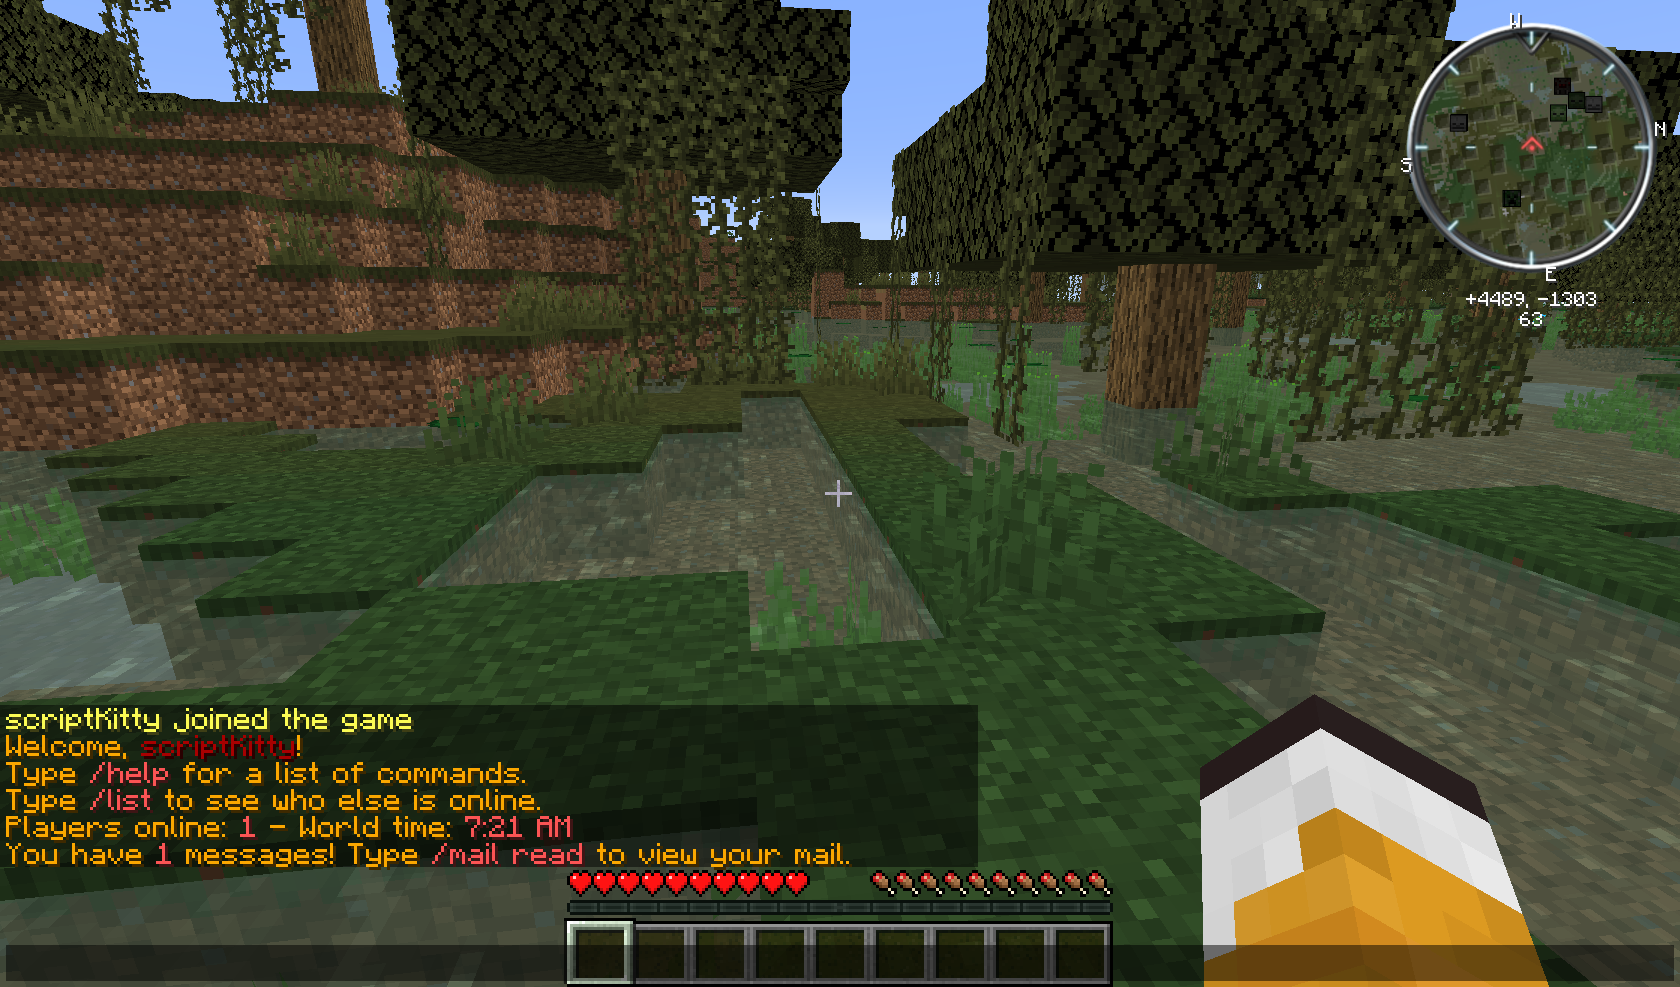 W
N
S
E
+4489, -1303
63
scriptKitty joined the game
Welcome, scriptKitty!
Type /help for a list of commands.
Type /list to see who else is online.
Players online: 1 - World time: 7:21 AM
You have 1 messages! Type /mail read to view your mail.